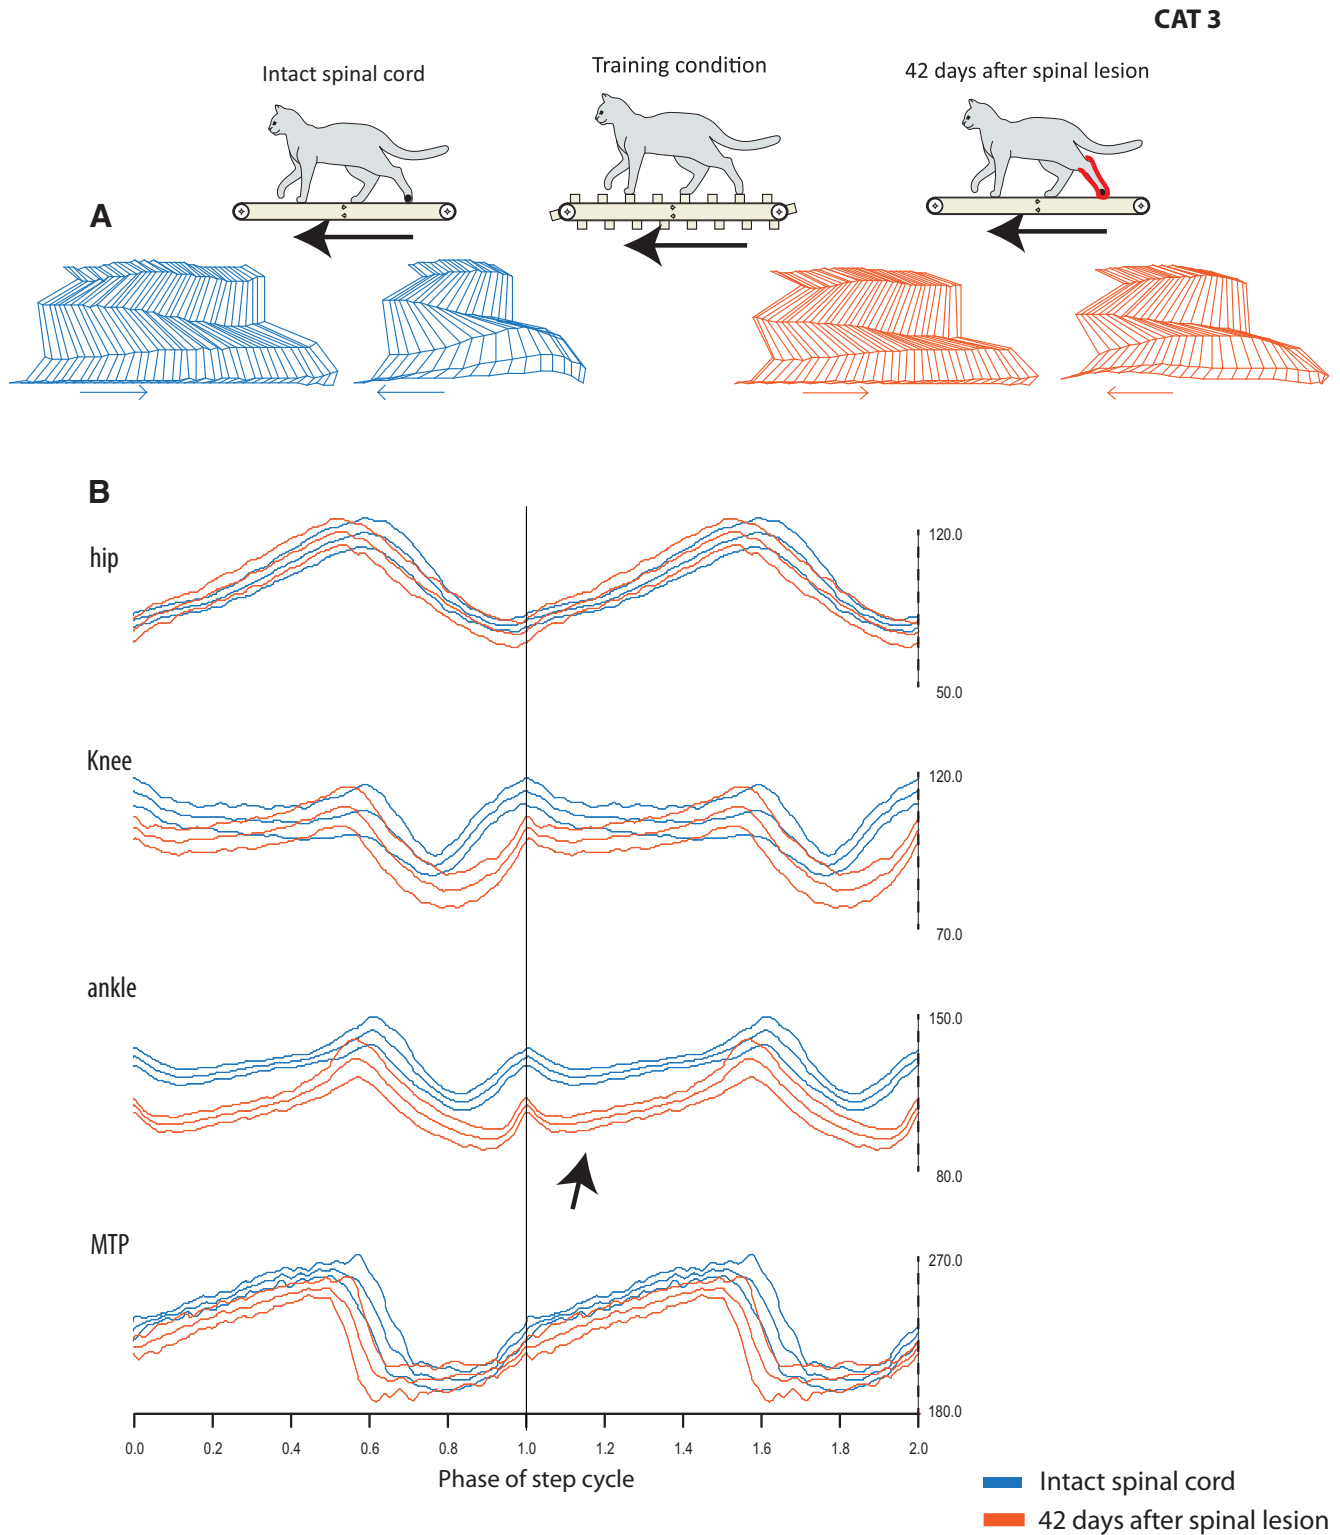 CAT 3
Intact spinal cord
Training condition
42 days after spinal lesion
A
B
hip
120.0
50.0
Knee
120.0
70.0
ankle
150.0
80.0
MTP
270.0
180.0
0.0 0.2 0.4 0.6 0.8 1.0 1.2 1.4 1.6 1.8 2.0
Phase of step cycle
Intact spinal cord
42 days after spinal lesion